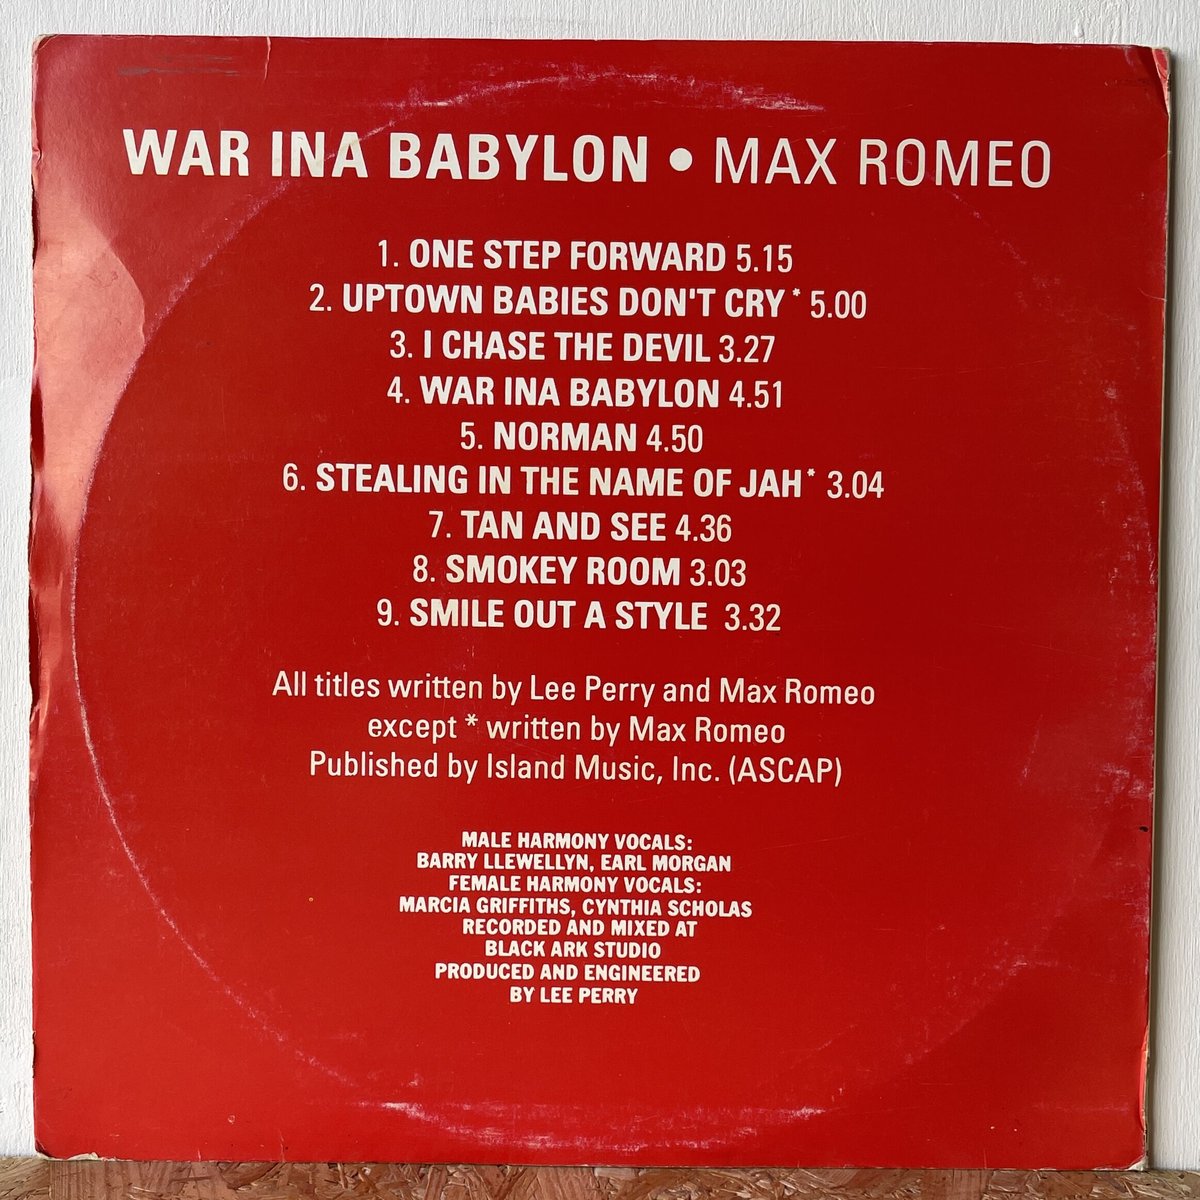 WAR INA BABYLON • MAX ROMEO
1. ONE STEP FORWARD 5.15
2. UPTOWN BABIES DON'T CRY * 5.00
3. I CHASE THE DEVIL 3.27
4. WAR INA BABYLON 4.51
5. NORMAN 4.50
6. STEALING IN THE NAME OF JAH * 3.04
7. TAN AND SEE 4.36
8. SMOKEY ROOM 3.03
9. SMILE OUT A STYLE 3.32
All titles written by Lee Perry and Max Romeo
except * written by Max Romeo
Published by Island Music, Inc. (ASCAP)
MALE HARMONY VOCALS:
BARRY LLEWELLYN, EARL MORGAN
FEMALE HARMONY VOCALS:
MARCIA GRIFFITHS, CYNTHIA SCHOLAS
RECORDED AND MIXED AT
BLACK ARK STUDIO
PRODUCED AND ENGINEERED
BY LEE PERRY